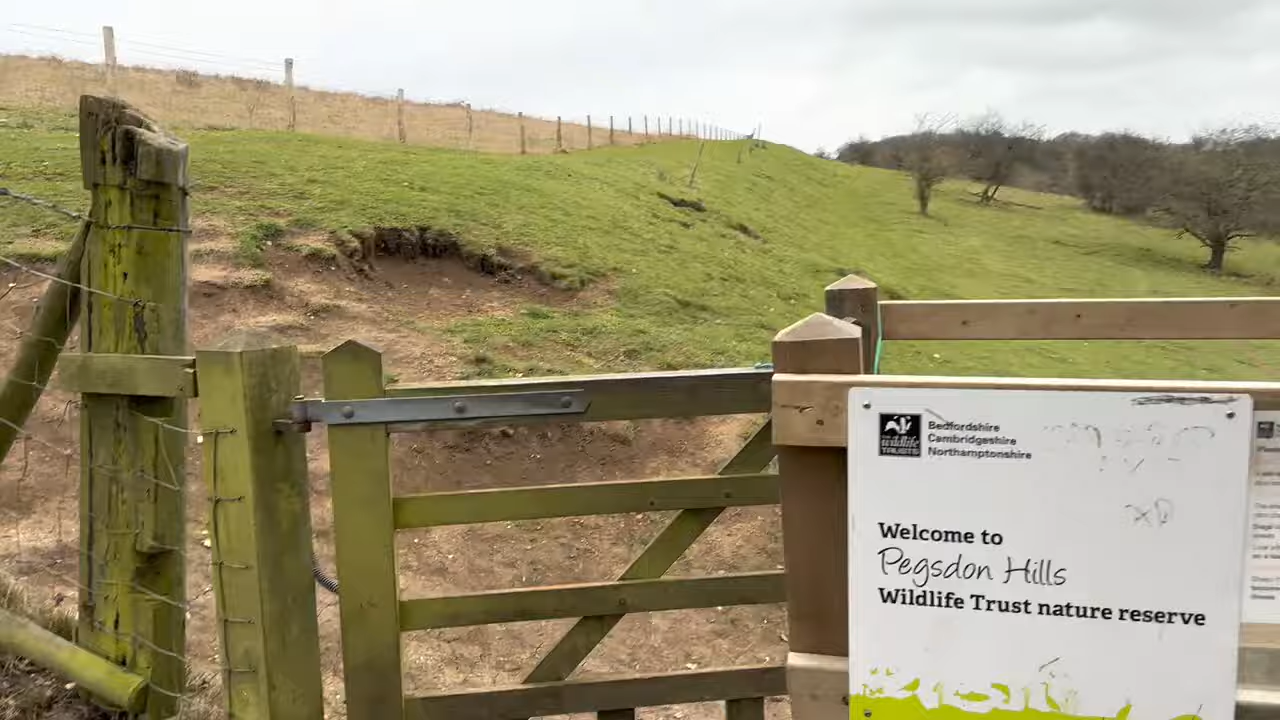 wildlife
TRUSTS
Bedfordshire
Cambridgeshire
Northamptonshire
XD
Welcome to
Pegsdon Hills
Wildlife Trust nature reserve